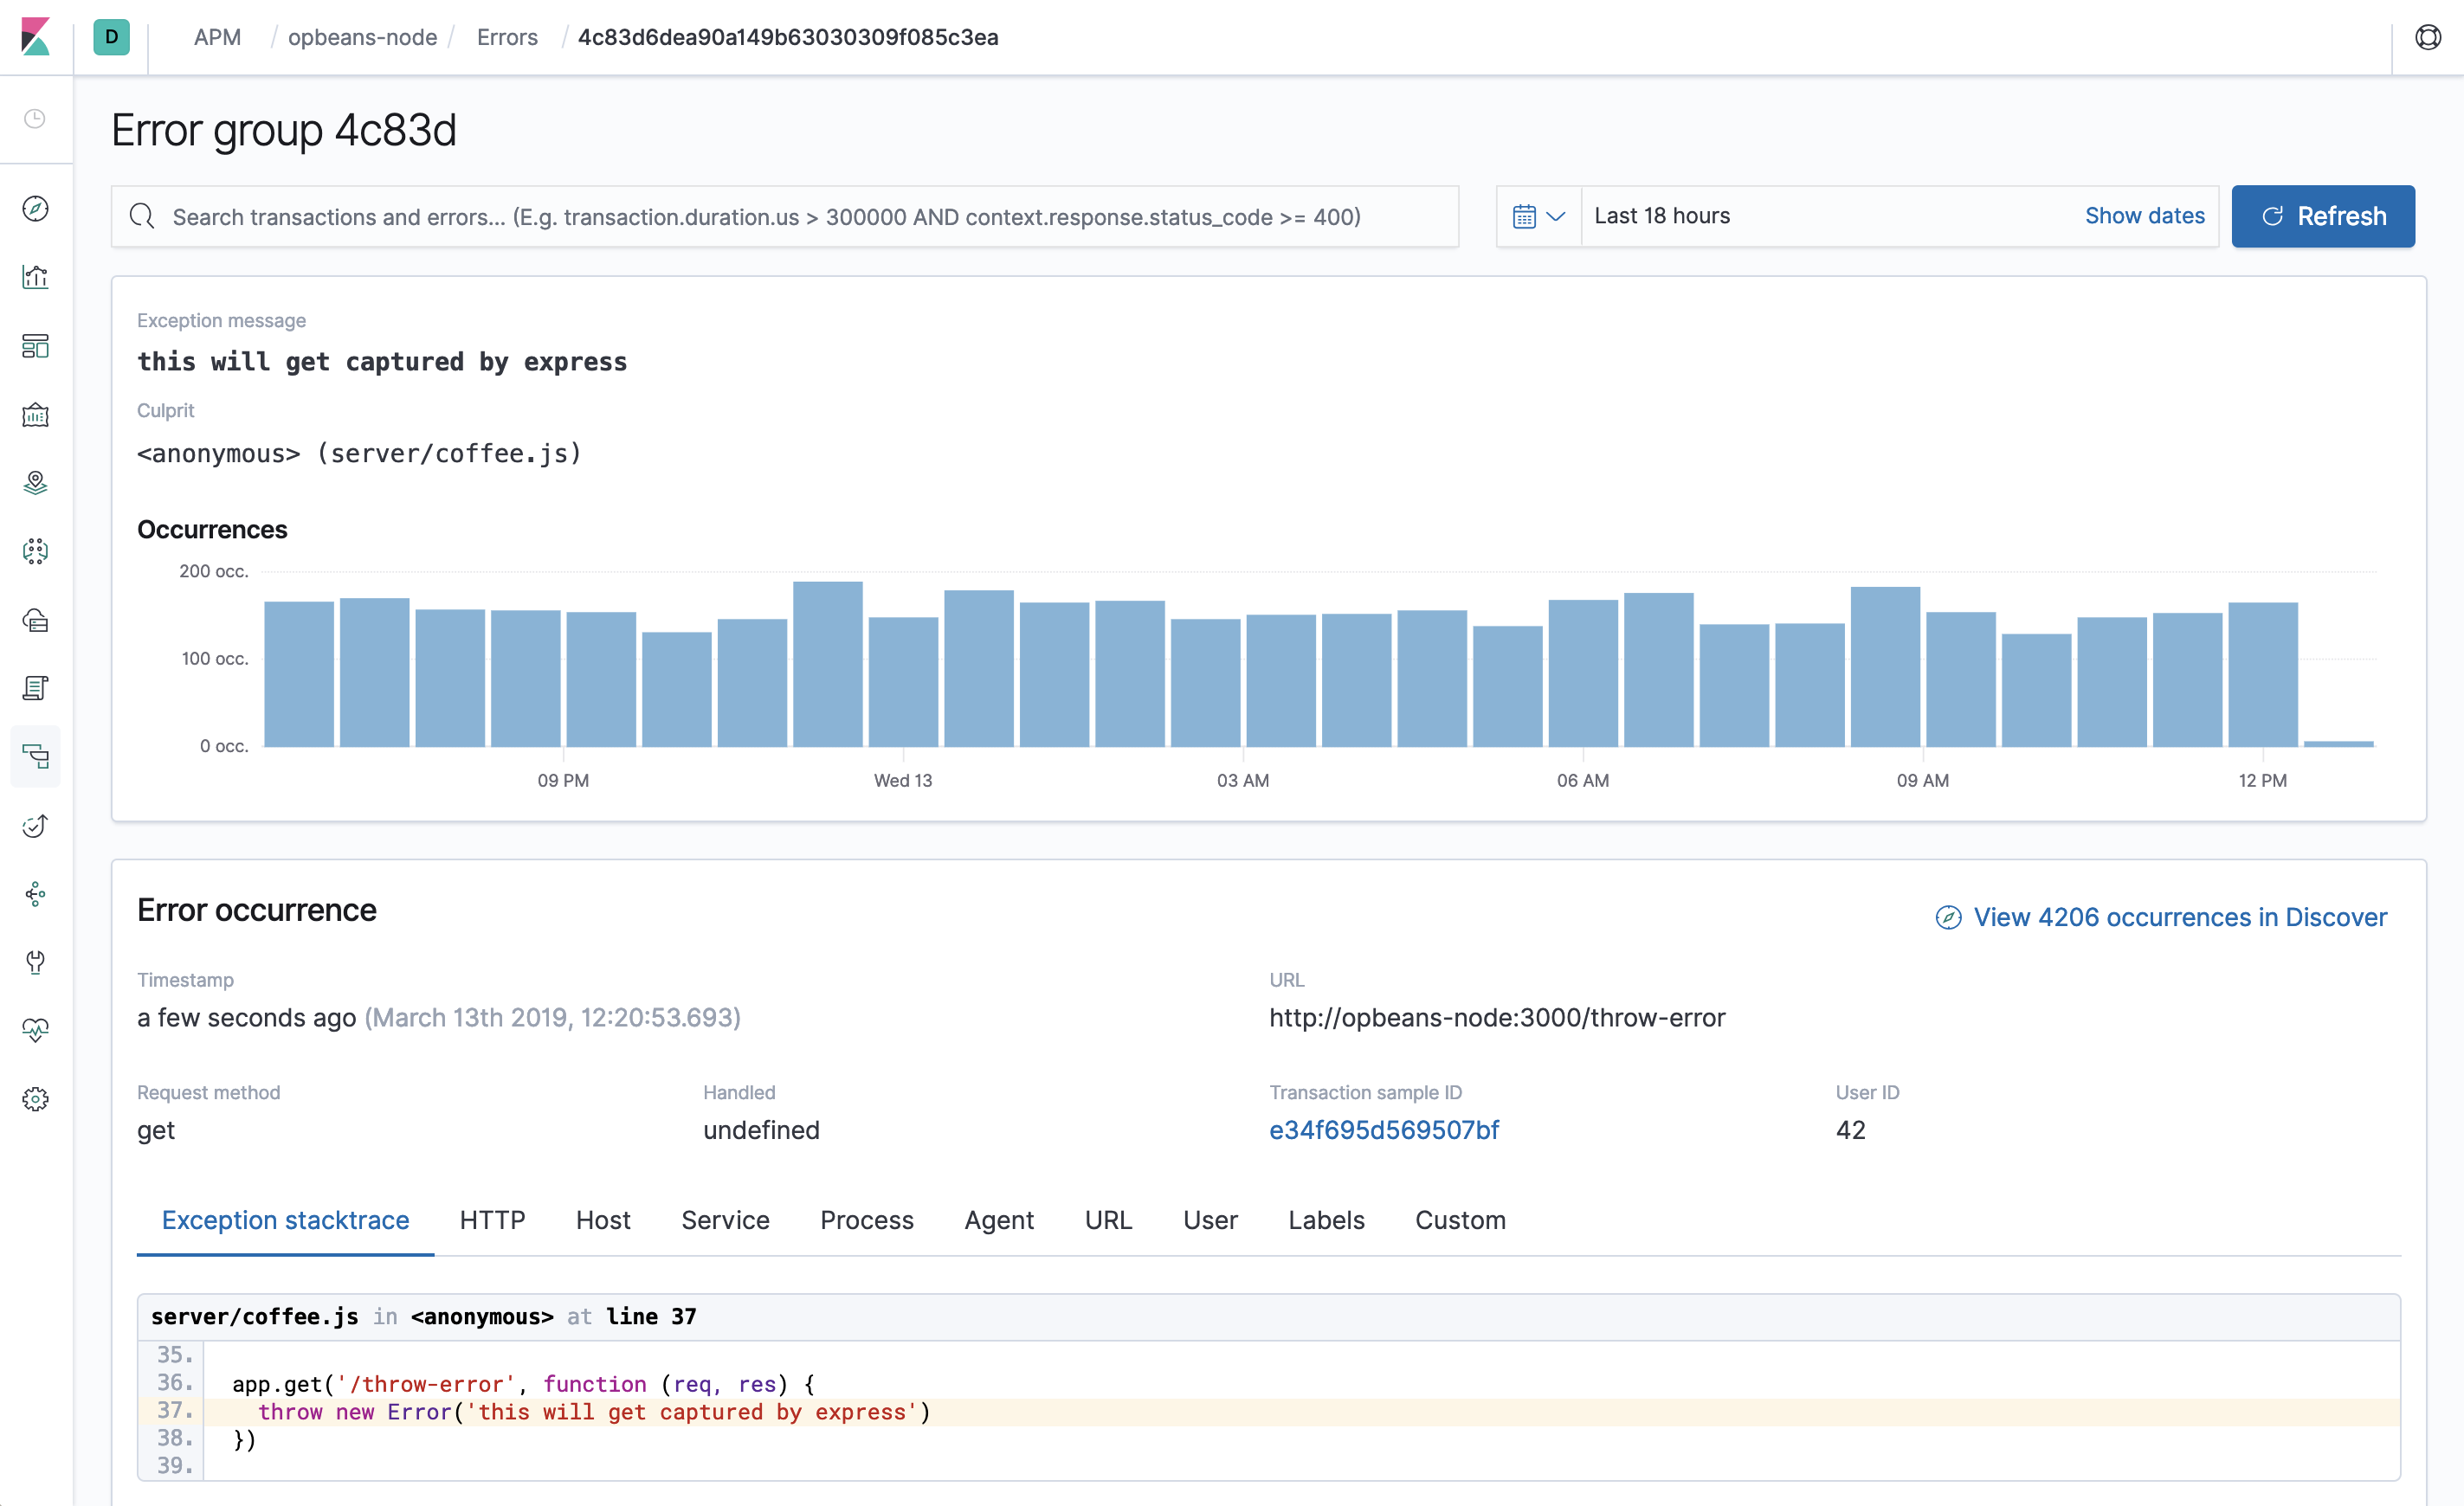 D
APM / opbeans-node / Errors / 4c83d6dea90a149b63030309f085c3ea
Error group 4c83d
Search transactions and errors... (E.g. transaction.duration.us > 300000 AND context.response.status_code >= 400)
Last 18 hours
Show dates
Refresh
Exception message
this will get captured by express
Culprit
<anonymous> (server/coffee.js)
Occurrences
200 occ.
100 occ.
0 occ.
09 PM
Wed 13
03 AM
06 AM
09 AM
12 PM
Error occurrence
View 4206 occurrences in Discover
Timestamp
a few seconds ago (March 13th 2019, 12:20:53.693)
URL
http://opbeans-node:3000/throw-error
Request method
get
Handled
undefined
Transaction sample ID
e34f695d569507bf
User ID
42
Exception stacktrace
HTTP
Host
Service
Process
Agent
URL
User
Labels
Custom
server/coffee.js in <anonymous> at line 37
35.
36. app.get('/throw-error', function (req, res) {
37.   throw new Error('this will get captured by express')
38. })
39.